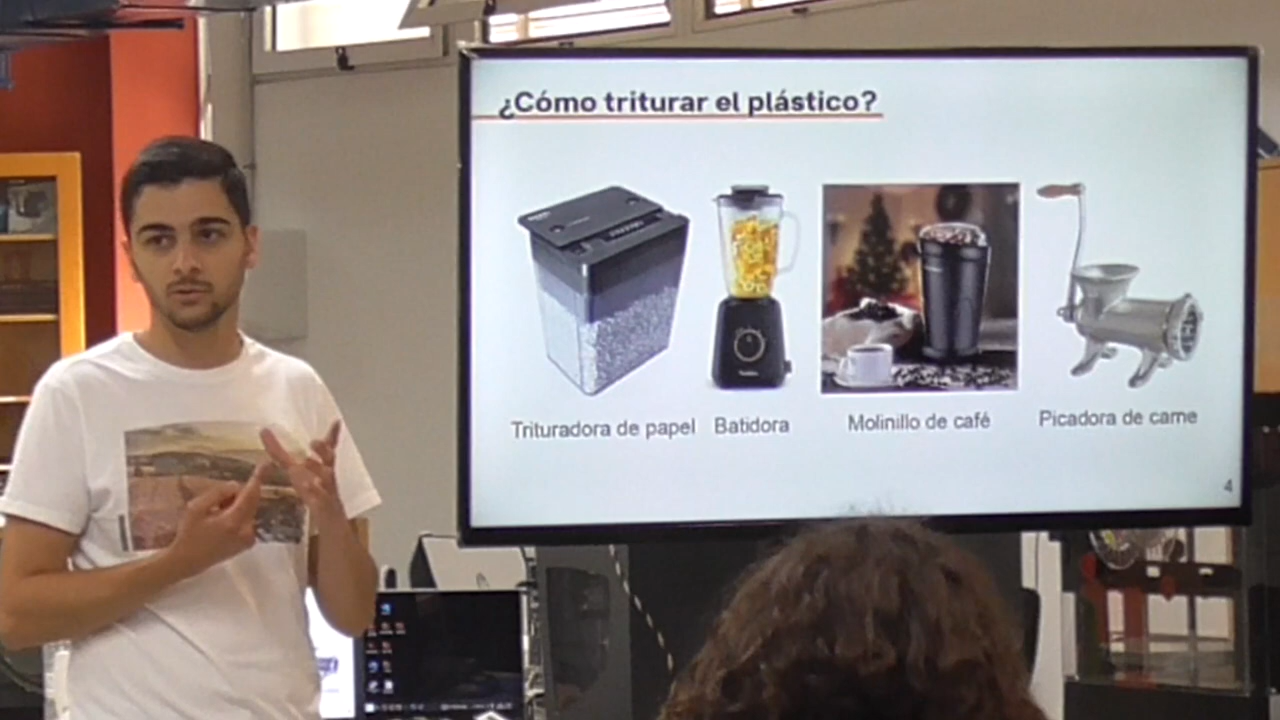 ¿Cómo triturar el plástico?
Trituradora de papel
Batidora
Molinillo de café
Picadora de carne
4